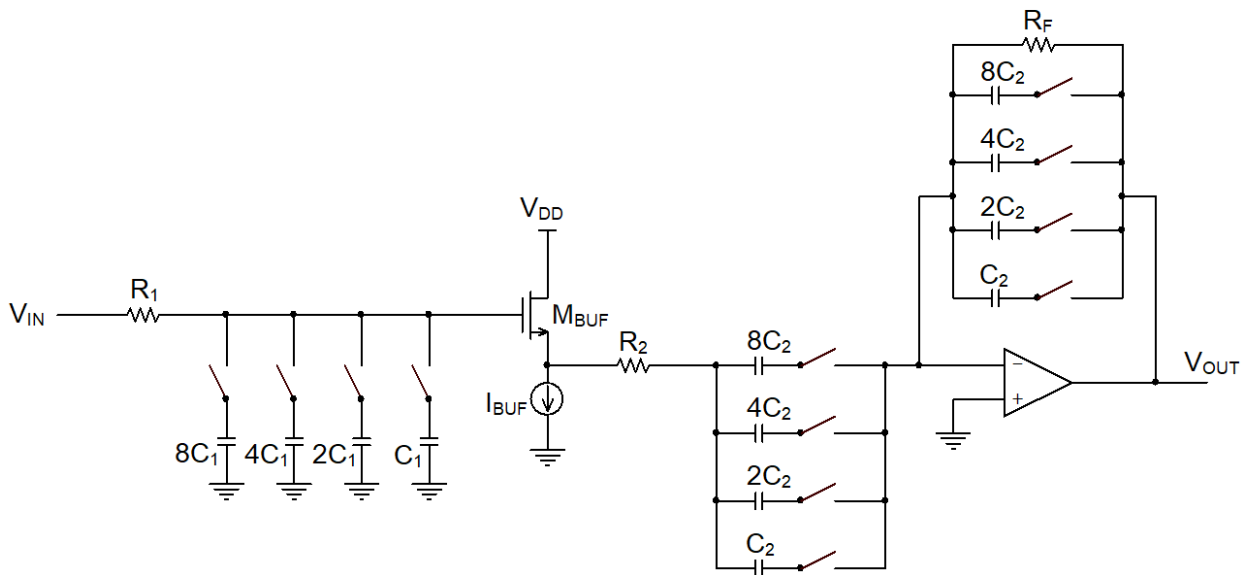 R_F
8C_2
4C_2
2C_2
C_2
V_DD
V_IN
R_1
M_BUF
R_2
I_BUF
8C_1
4C_1
2C_1
C_1
8C_2
4C_2
2C_2
C_2
−
+
V_OUT